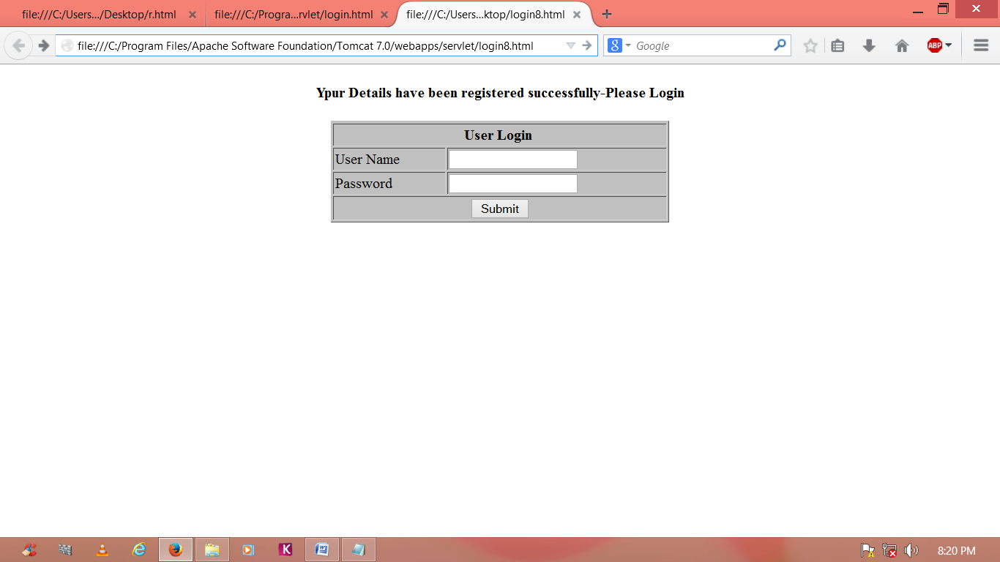 file:///C:/Users.../Desktop/r.html
file:///C:/Progra...rvlet/login.html
file:///C:/Users...ktop/login8.html
file:///C:/Program Files/Apache Software Foundation/Tomcat 7.0/webapps/servlet/login8.html
8
Google
ABP
Ypur Details have been registered successfully-Please Login
User Login
User Name
Password
Submit
K
W
8:20 PM